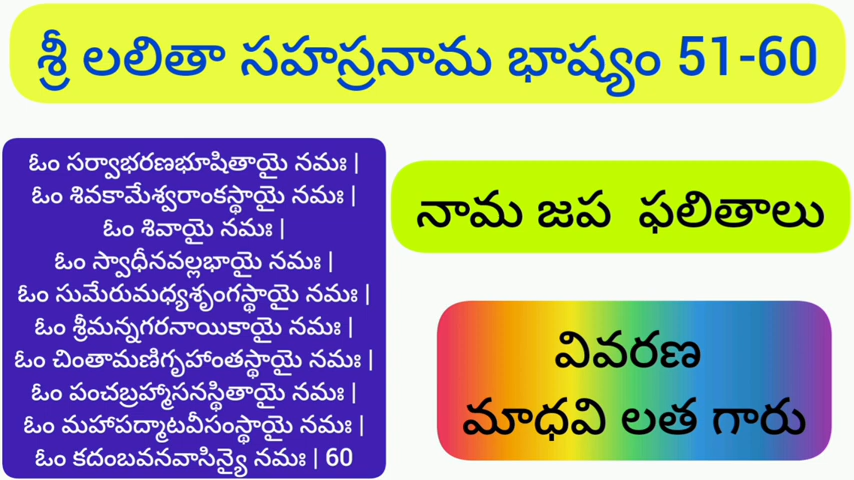 శ్రీ లలితా సహస్రనామ భాష్యం 51-60
ఓం సర్వాభరణభూషితాయై నమః |
ఓం శివకామేశ్వరాంకస్థాయై నమః |
ఓం శివాయై నమః |
ఓం స్వాధీనవల్లభాయై నమః |
ఓం సుమేరుమధ్యశృంగస్థాయై నమః |
ఓం శ్రీమన్నగరనాయికాయై నమః |
ఓం చింతామణిగృహాంతస్థాయై నమః |
ఓం పంచబ్రహ్మాసనస్థితాయై నమః |
ఓం మహాపద్మాటవీసంస్థాయై నమః |
ఓం కదంబవనవాసిన్యై నమః | 60
నామ జప ఫలితాలు
వివరణ
మాధవి లత గారు